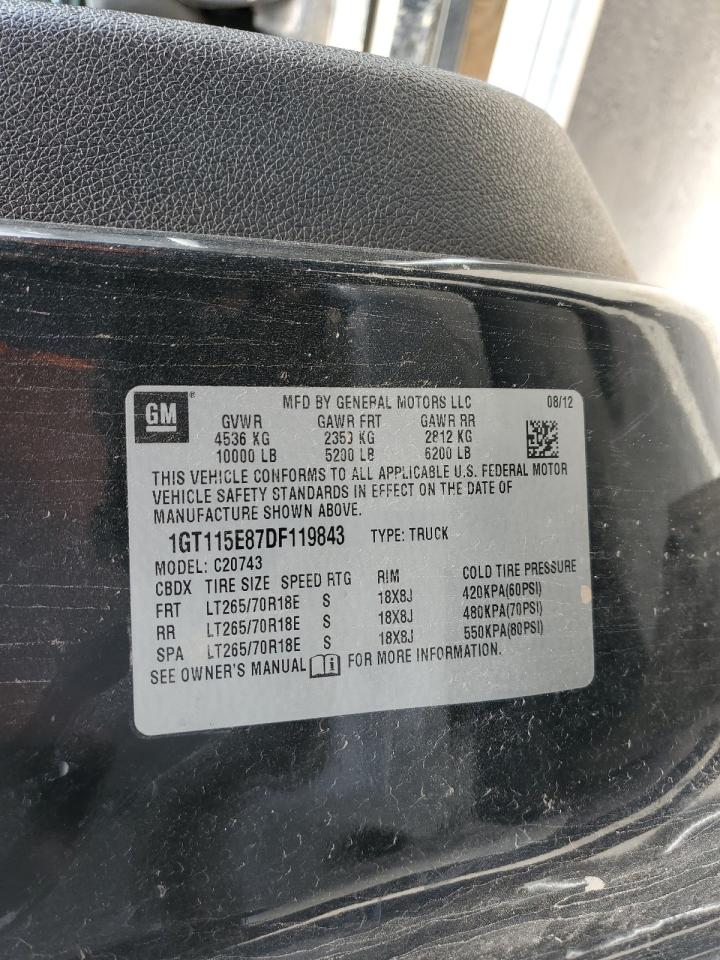 GM ®
MFD BY GENERAL MOTORS LLC 08/12
GVWR GAWR FRT GAWR RR
4536 KG 2359 KG 2812 KG
10000 LB 5200 LB 6200 LB
THIS VEHICLE CONFORMS TO ALL APPLICABLE U.S. FEDERAL MOTOR
VEHICLE SAFETY STANDARDS IN EFFECT ON THE DATE OF
MANUFACTURE SHOWN ABOVE.
1GT115E87DF119843 TYPE: TRUCK
MODEL: C20743
CBDX TIRE SIZE SPEED RTG RIM COLD TIRE PRESSURE
FRT LT265/70R18E S 18X8J 420KPA(60PSI)
RR LT265/70R18E S 18X8J 480KPA(70PSI)
SPA LT265/70R18E S 18X8J 550KPA(80PSI)
SEE OWNER'S MANUAL FOR MORE INFORMATION.